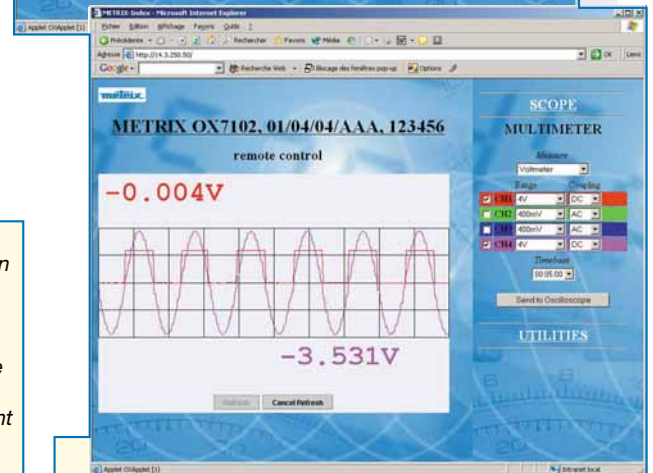 Applet OXApplet [1]
METRIX-Index - Microsoft Internet Explorer
Fichier Edition Affichage Favoris Outils ?
Précédente Rechercher Favoris Média
Adresse http://14.3.250.50/ OK Liens
Google - Recherche Web Blocage des fenêtres pop-up Options
metrix
METRIX OX7102, 01/04/04/AAA, 123456
remote control
-0.004V
-3.531V
Refresh Cancel Refresh
SCOPE
MULTIMETER
Measure
Voltmeter
Range Coupling
CH1 4V DC
CH2 400mV AC
CH3 400mV AC
CH4 4V DC
Timebase
00:05:00
Send to Oscilloscope
UTILITIES
Applet OXApplet [1] Intranet local
n
e
nt